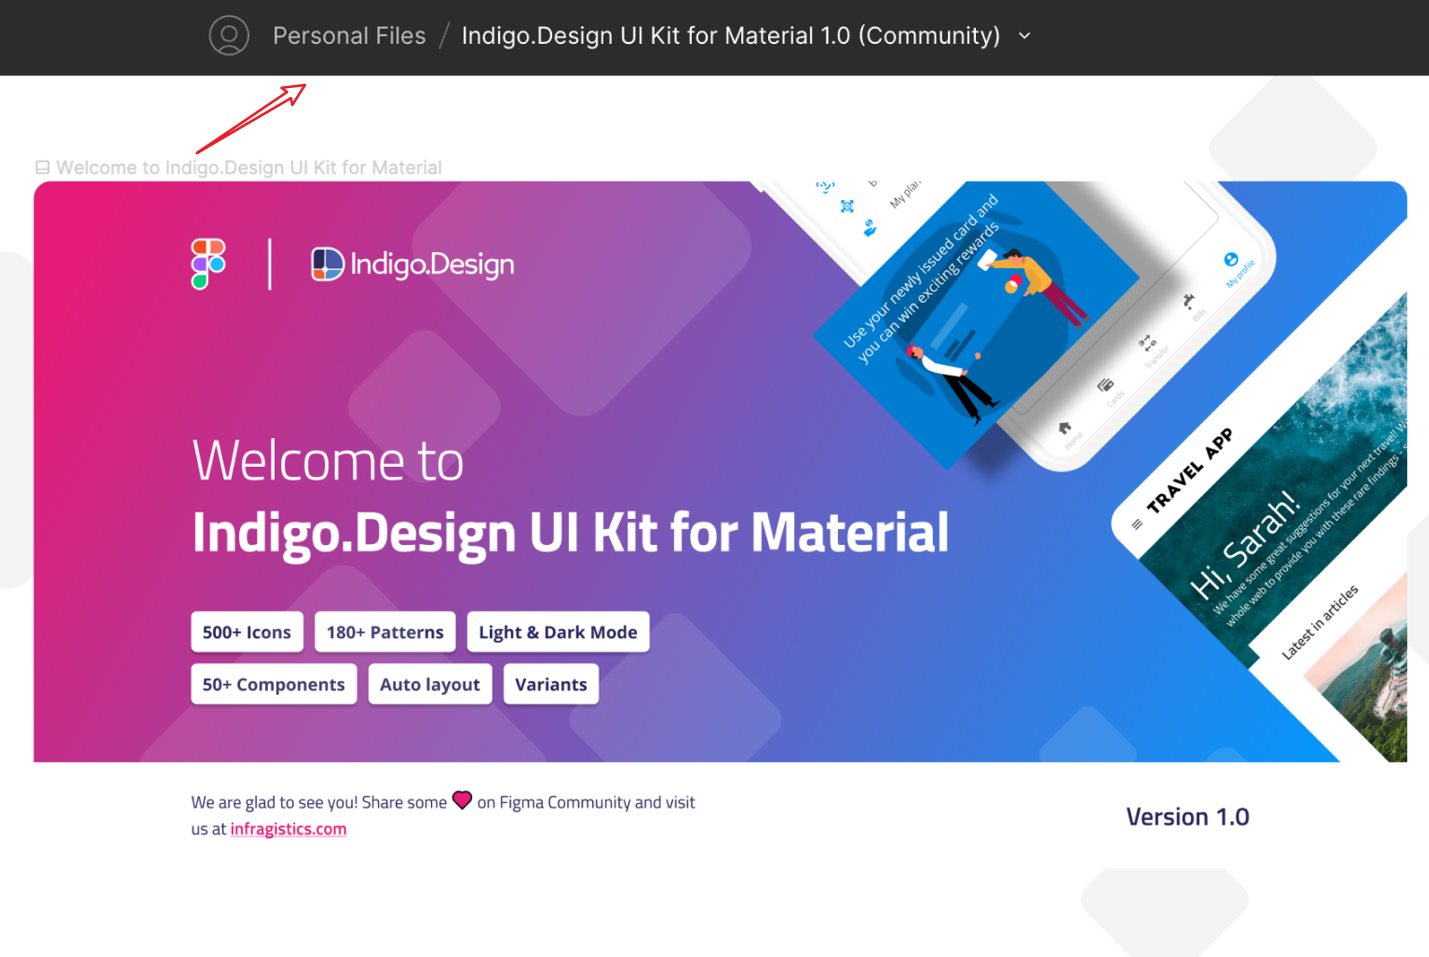 Personal Files / Indigo.Design UI Kit for Material 1.0 (Community)
Welcome to Indigo.Design UI Kit for Material
Indigo.Design
My plan
Use your newly issued card and
you can win exciting rewards
Home
Cards
Transfer
Bills
My profile
TRAVEL APP
Hi, Sarah!
We have some great suggestions for your next travel!
whole web to provide you with these rare findings -
Latest in articles
Welcome to
Indigo.Design UI Kit for Material
500+ Icons
180+ Patterns
Light & Dark Mode
50+ Components
Auto layout
Variants
We are glad to see you! Share some on Figma Community and visit
us at infragistics.com
Version 1.0